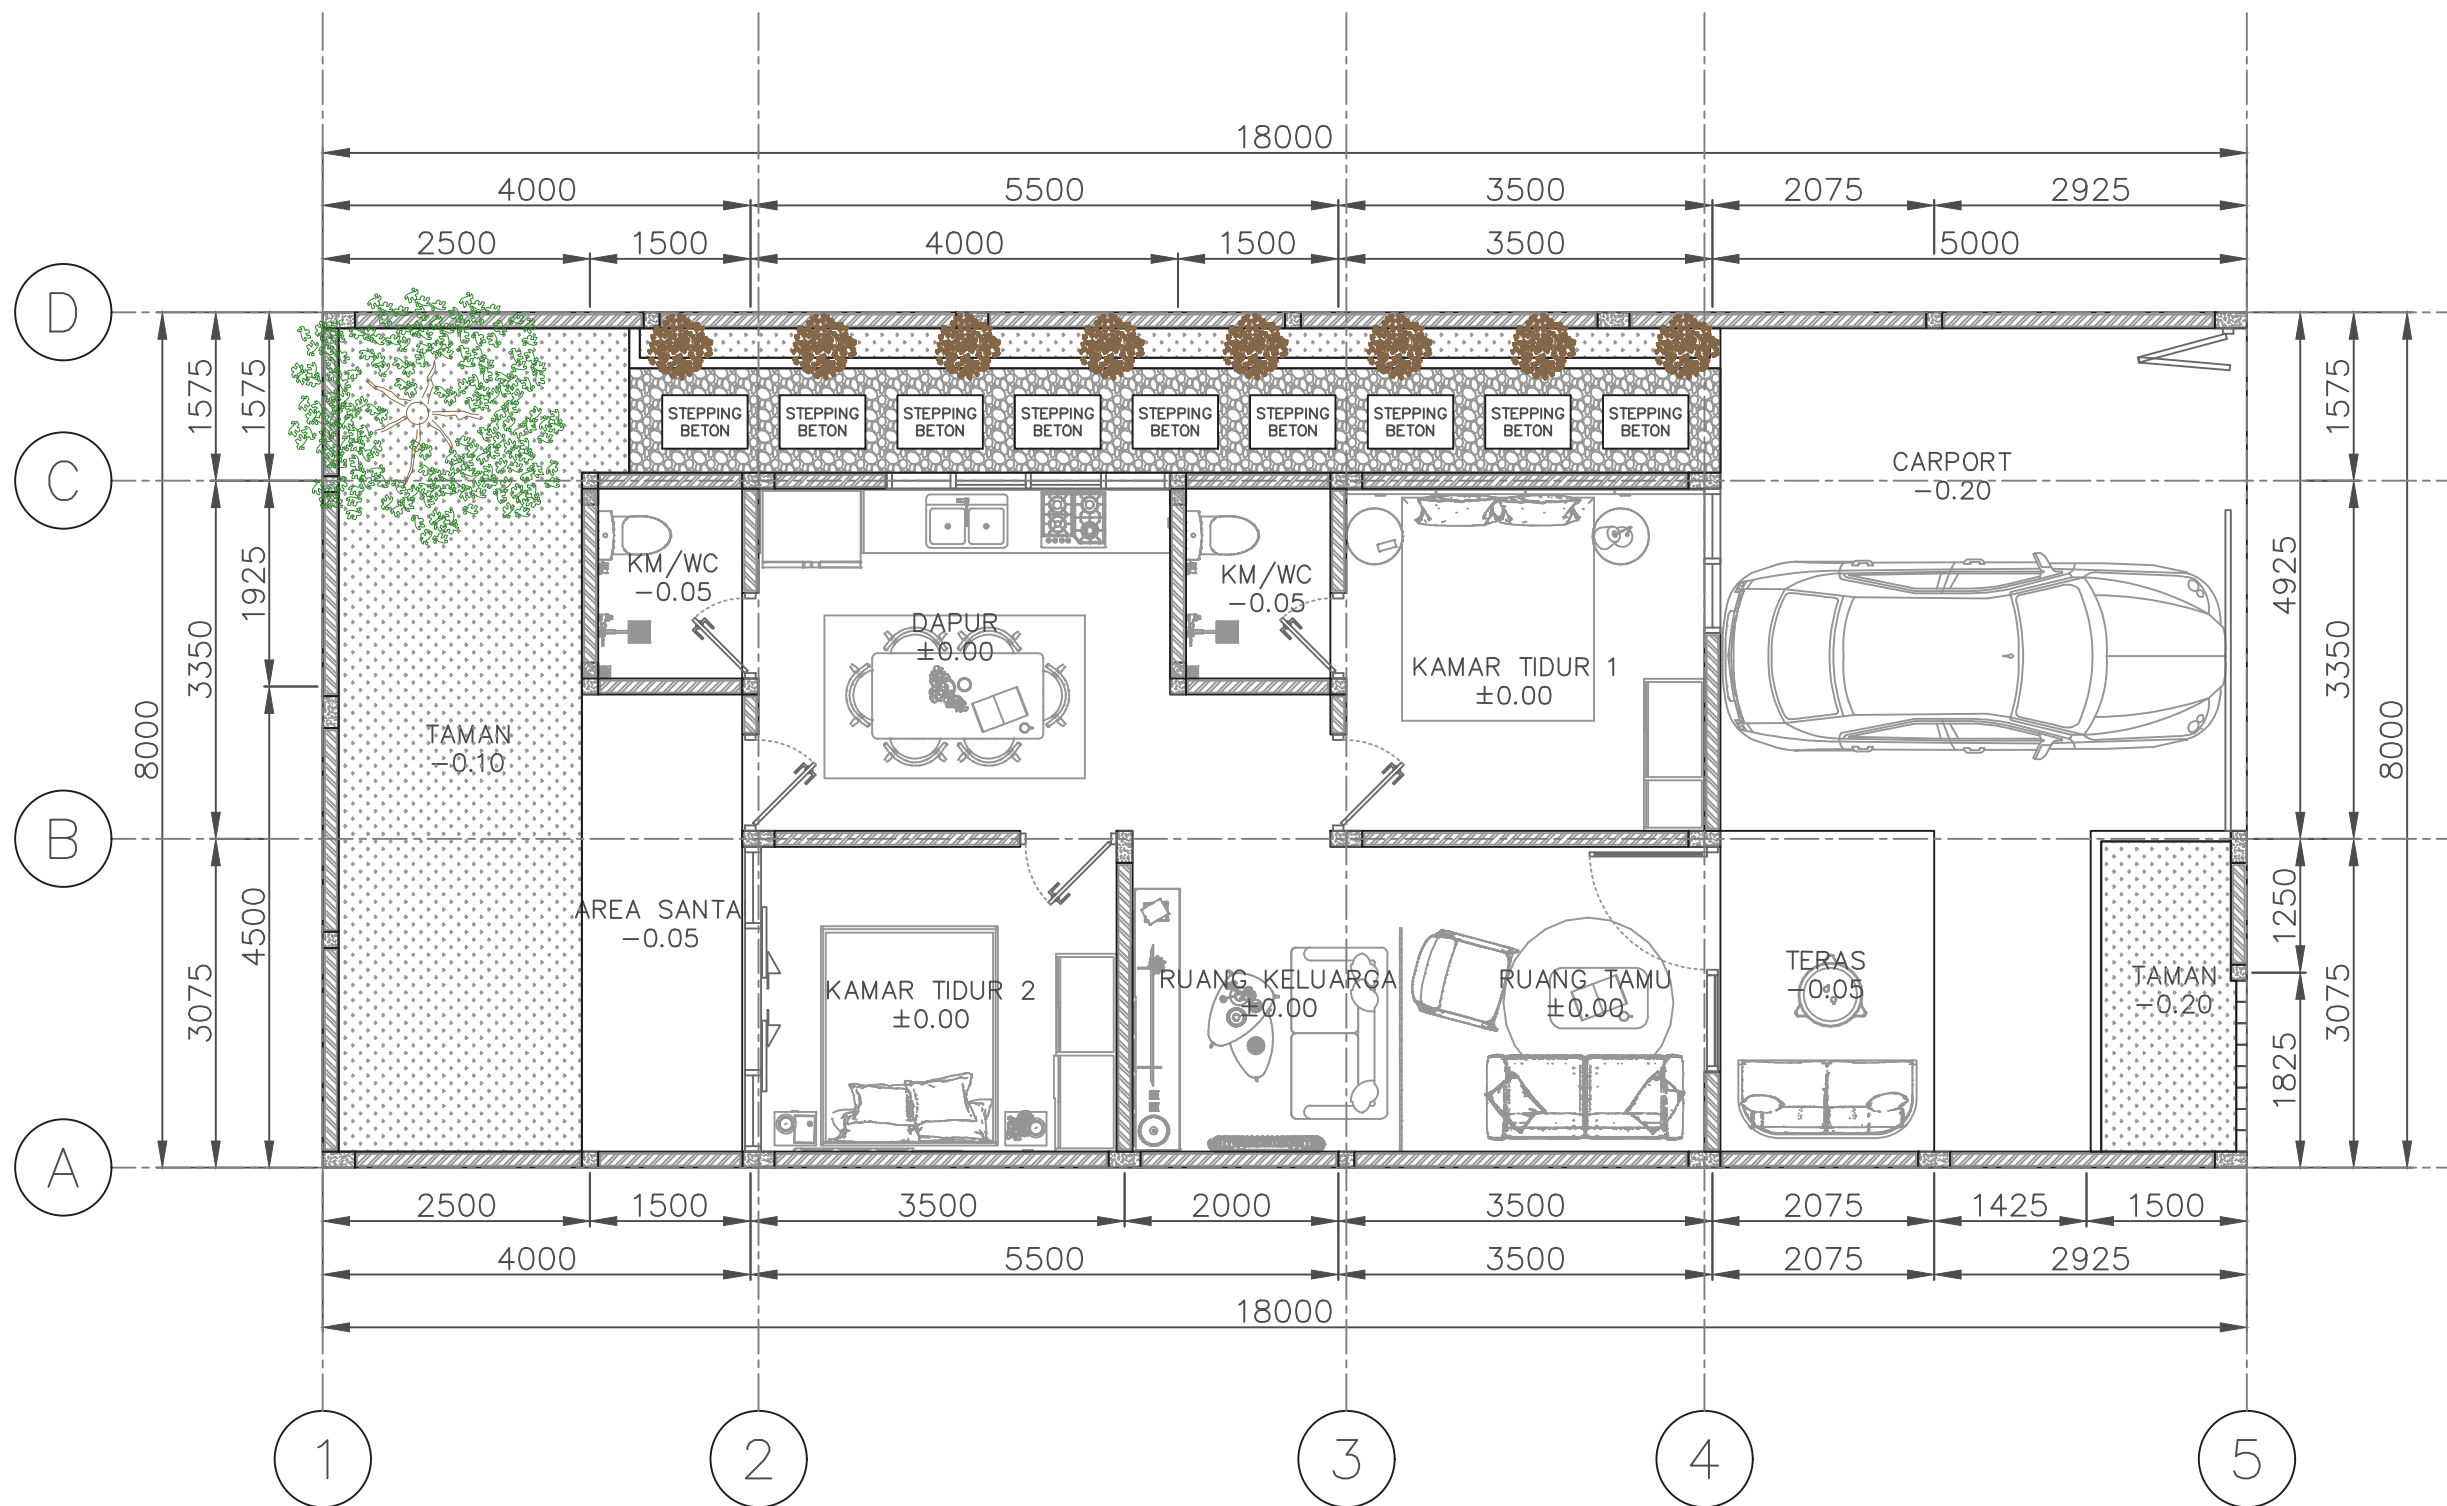 18000
4000 5500 3500 2075 2925
2500 1500 4000 1500 3500 5000
D
1575 1575 1575
STEPPING STEPPING STEPPING STEPPING STEPPING STEPPING STEPPING STEPPING STEPPING
BETON BETON BETON BETON BETON BETON BETON BETON BETON
C
CARPORT
-0.20
KM/WC
-0.05
KM/WC
-0.05
1925
3350
8000
DAPUR
±0.00
KAMAR TIDUR 1
±0.00
4925
3350
8000
TAMAN
-0.10
B
AREA SANTA
-0.05
4500
3075
KAMAR TIDUR 2
±0.00
RUANG KELUARGA
±0.00
RUANG TAMU
±0.00
TERAS
-0.05
TAMAN
-0.20
1250
3075
1825
A
2500 1500 3500 2000 3500 2075 1425 1500
4000 5500 3500 2075 2925
18000
1 2 3 4 5